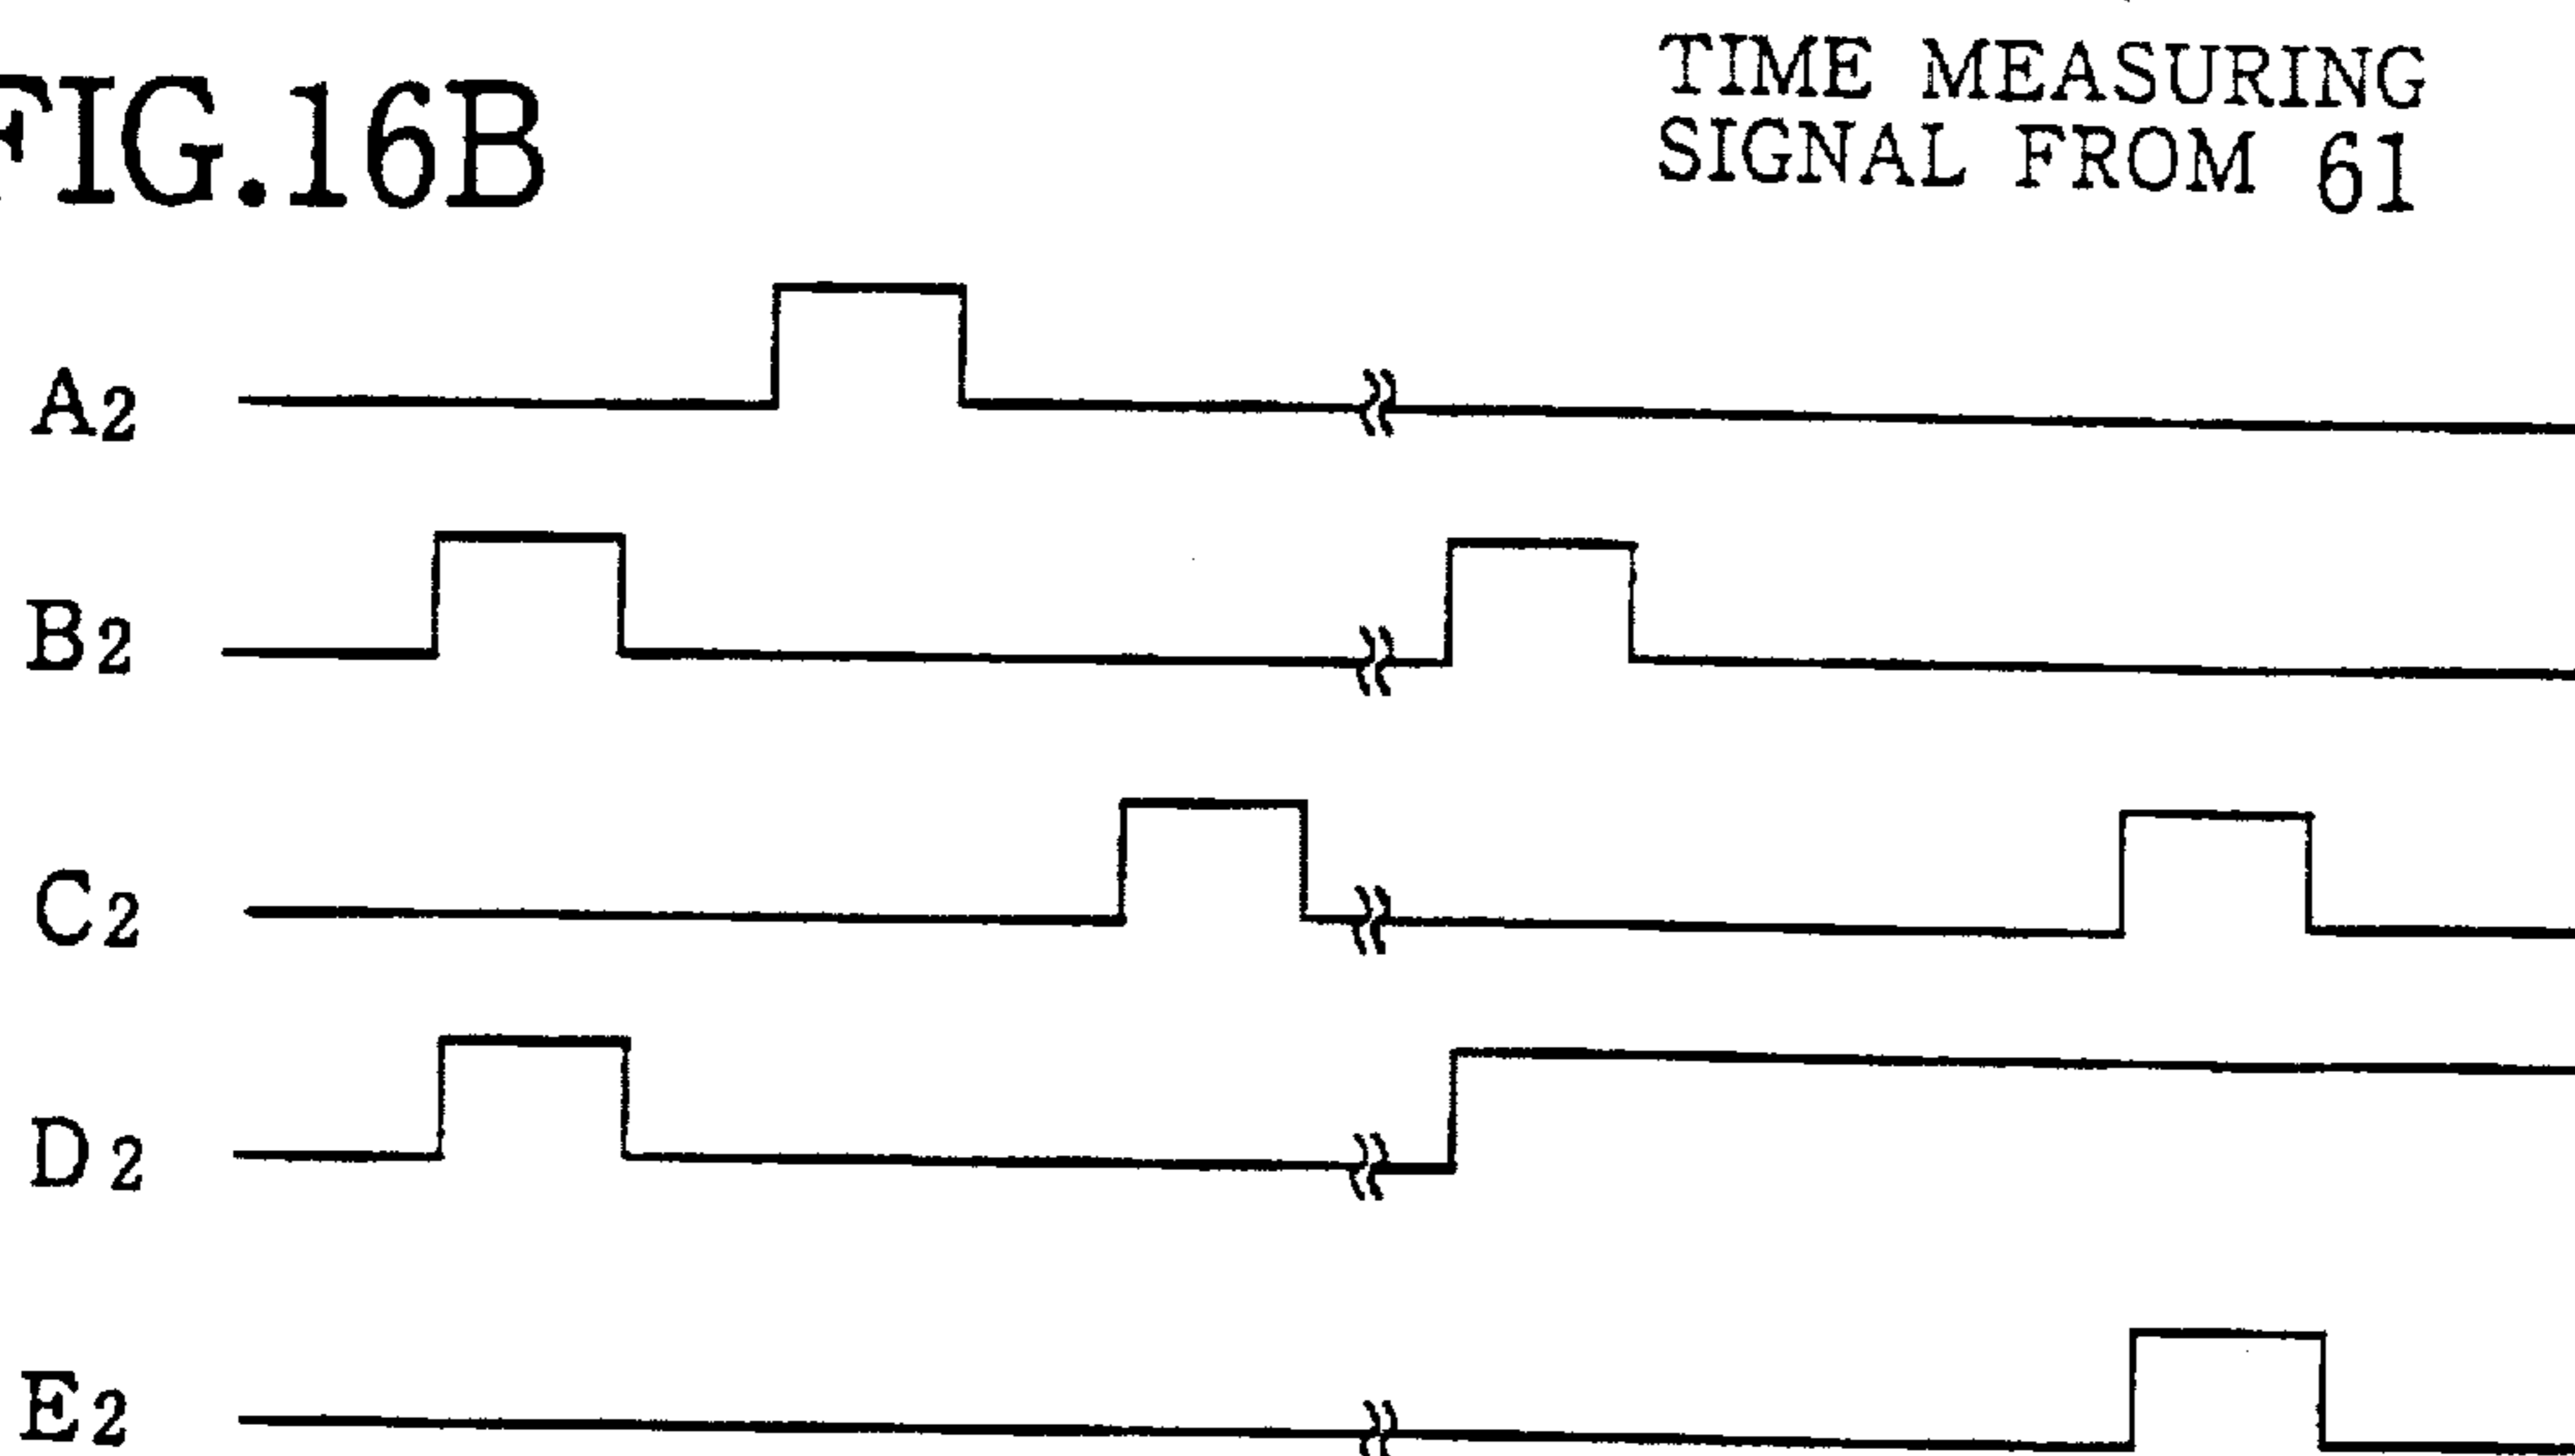 FIG.16B
TIME MEASURING
SIGNAL FROM 61
A2
B2
C2
D2
E2